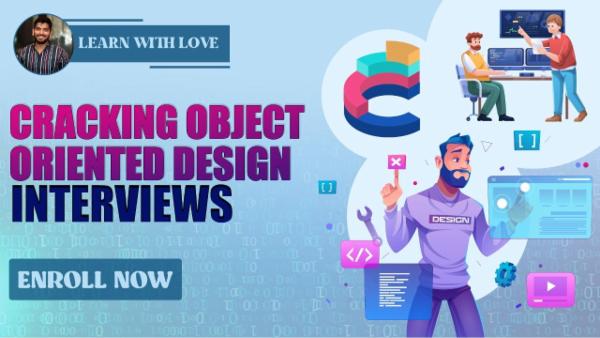 LEARN WITH LOVE
CRACKING OBJECT
ORIENTED DESIGN
INTERVIEWS
ENROLL NOW
DESIGN
[ ]
[ ]
</>